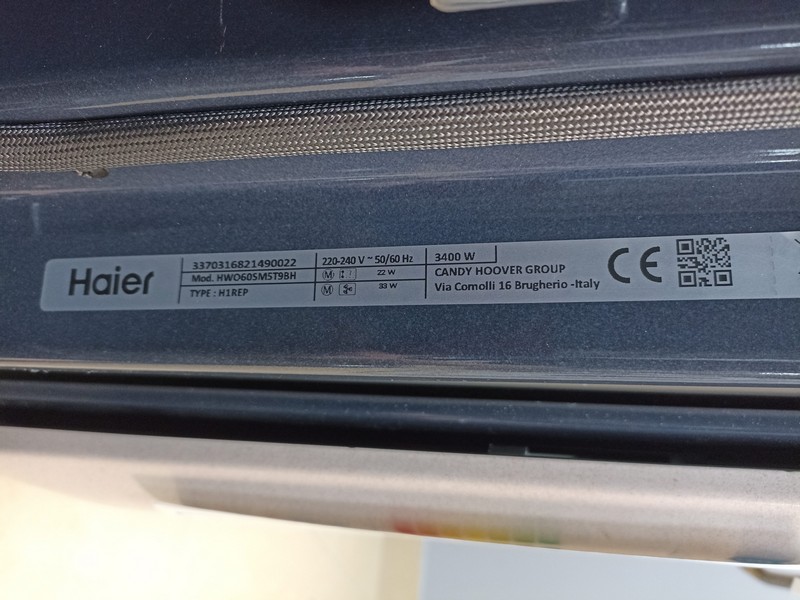 Haier
3370316821490022
Mod. HWO60SM5T9BH
TYPE : H1REP
220-240 V ~ 50/60 Hz
M 22 W
M 33 W
3400 W
CANDY HOOVER GROUP
Via Comolli 16 Brugherio -Italy
CE